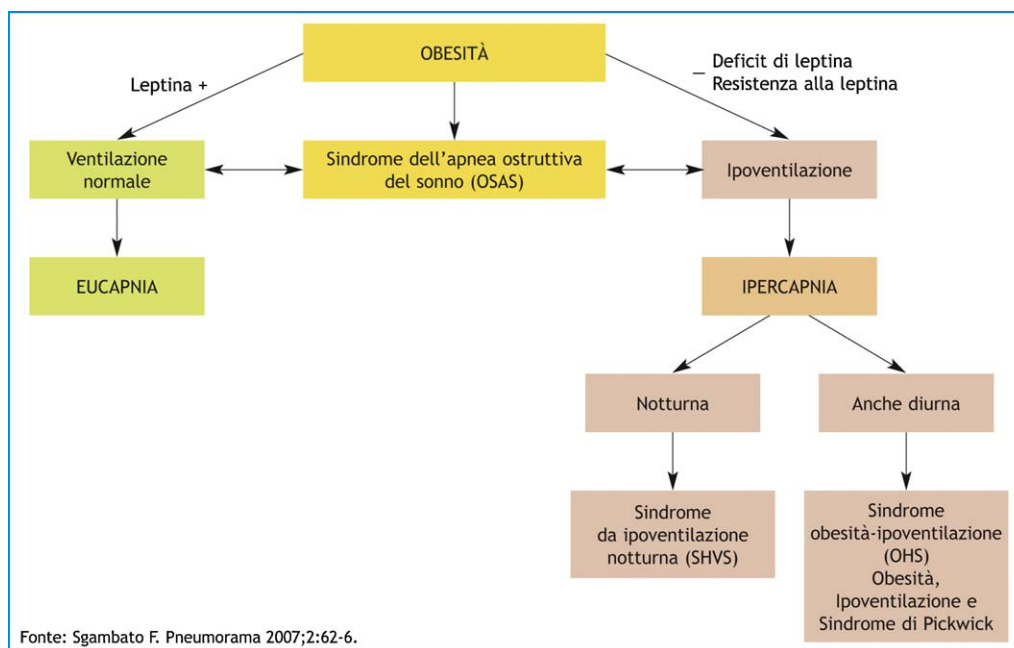 OBESITÀ
Leptina +
– Deficit di leptina
Resistenza alla leptina
Ventilazione
normale
Sindrome dell'apnea ostruttiva
del sonno (OSAS)
Ipoventilazione
EUCAPNIA
IPERCAPNIA
Notturna
Anche diurna
Sindrome
da ipoventilazione
notturna (SHVS)
Sindrome
obesità-ipoventilazione
(OHS)
Obesità,
Ipoventilazione e
Sindrome di Pickwick
Fonte: Sgambato F. Pneumorama 2007;2:62-6.